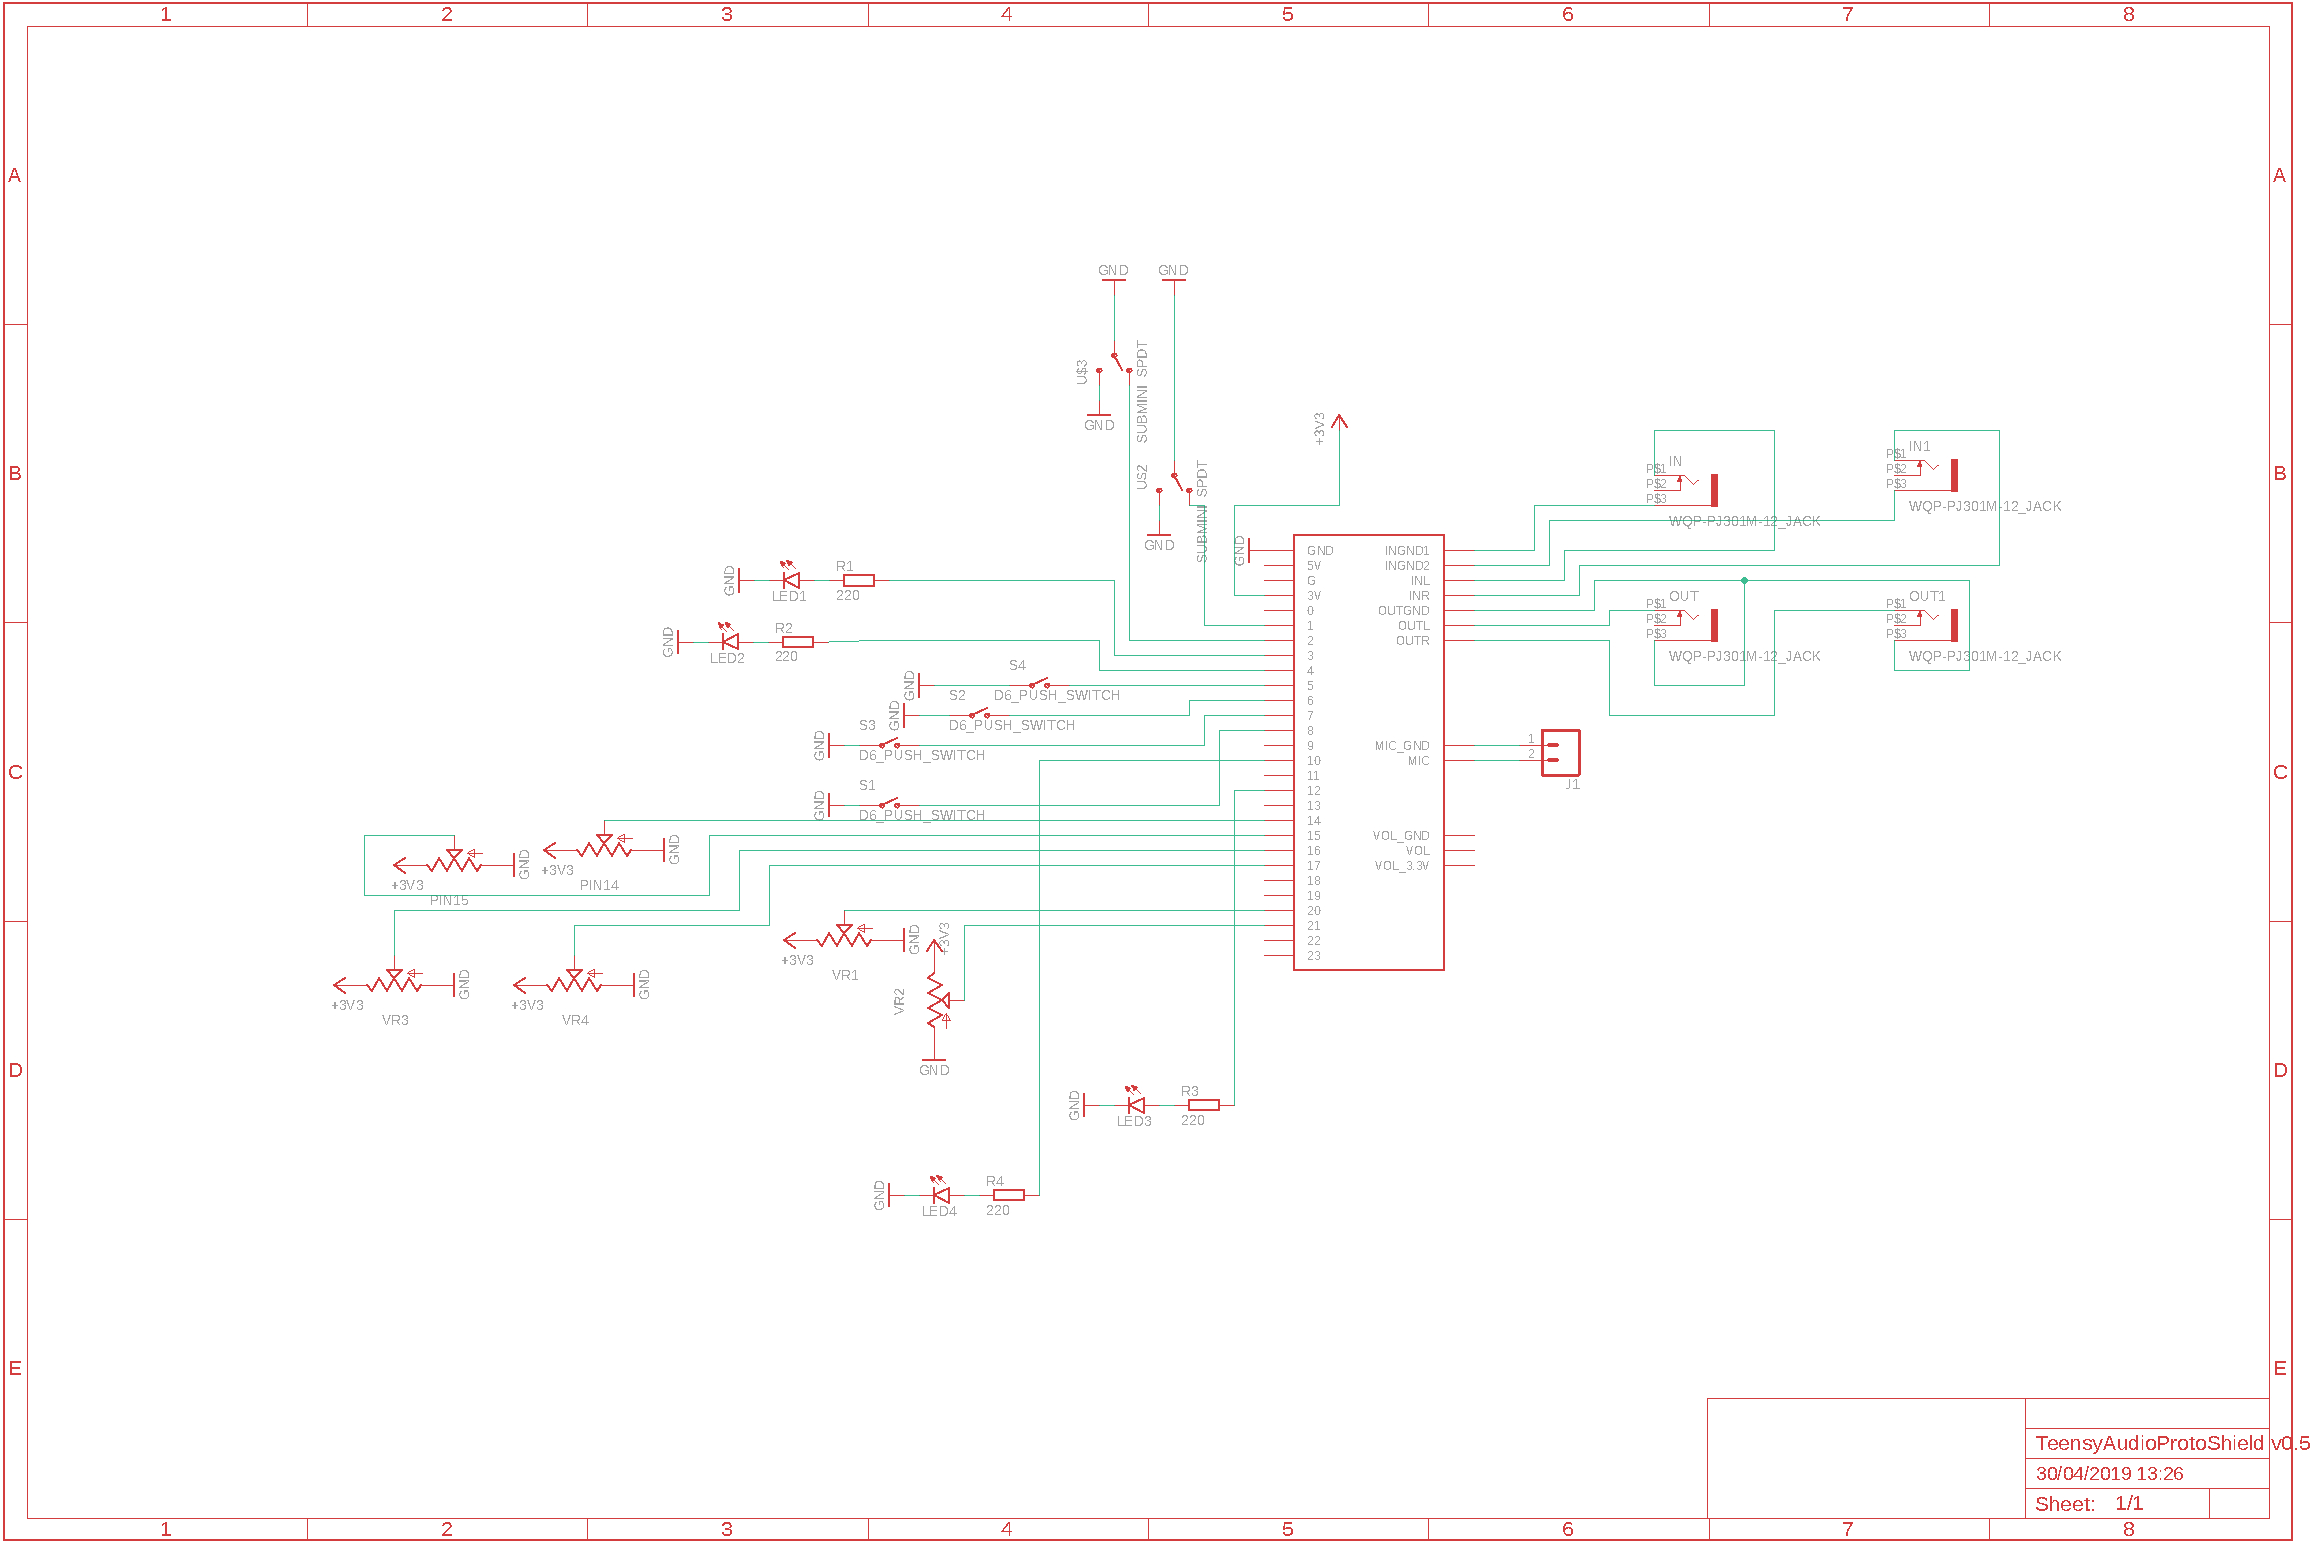 1 2 3 4 5 6 7 8
A A
GND GND
U$3
SUBMINI_SPDT
GND
B B
US2
SUBMINI_SPDT
GND
+3V3
GND
IN
P$1
P$2
P$3
WQP-PJ301M-12_JACK
IN1
P$1
P$2
P$3
WQP-PJ301M-12_JACK
GND INGND1
5V INGND2
G INL
3V INR
0 OUTGND
1 OUTL
2 OUTR
3
4
5
6
7
8
9 MIC_GND
10 MIC
11
12
13
14
15 VOL_GND
16 VOL
17 VOL_3.3V
18
19
20
21
22
23
OUT
P$1
P$2
P$3
WQP-PJ301M-12_JACK
OUT1
P$1
P$2
P$3
WQP-PJ301M-12_JACK
1
2
J1
GND
LED1
R1
220
GND
LED2
R2
220
GND
S4
D6_PUSH_SWITCH
GND
S2
D6_PUSH_SWITCH
GND
S3
D6_PUSH_SWITCH
C C
GND
S1
D6_PUSH_SWITCH
+3V3
GND
PIN15
+3V3
GND
PIN14
+3V3
GND
VR3
+3V3
GND
VR4
+3V3
GND
VR1
+3V3
VR2
GND
D D
GND
LED3
R3
220
GND
LED4
R4
220
E E
TeensyAudioProtoShield v0.5
30/04/2019 13:26
Sheet: 1/1
1 2 3 4 5 6 7 8